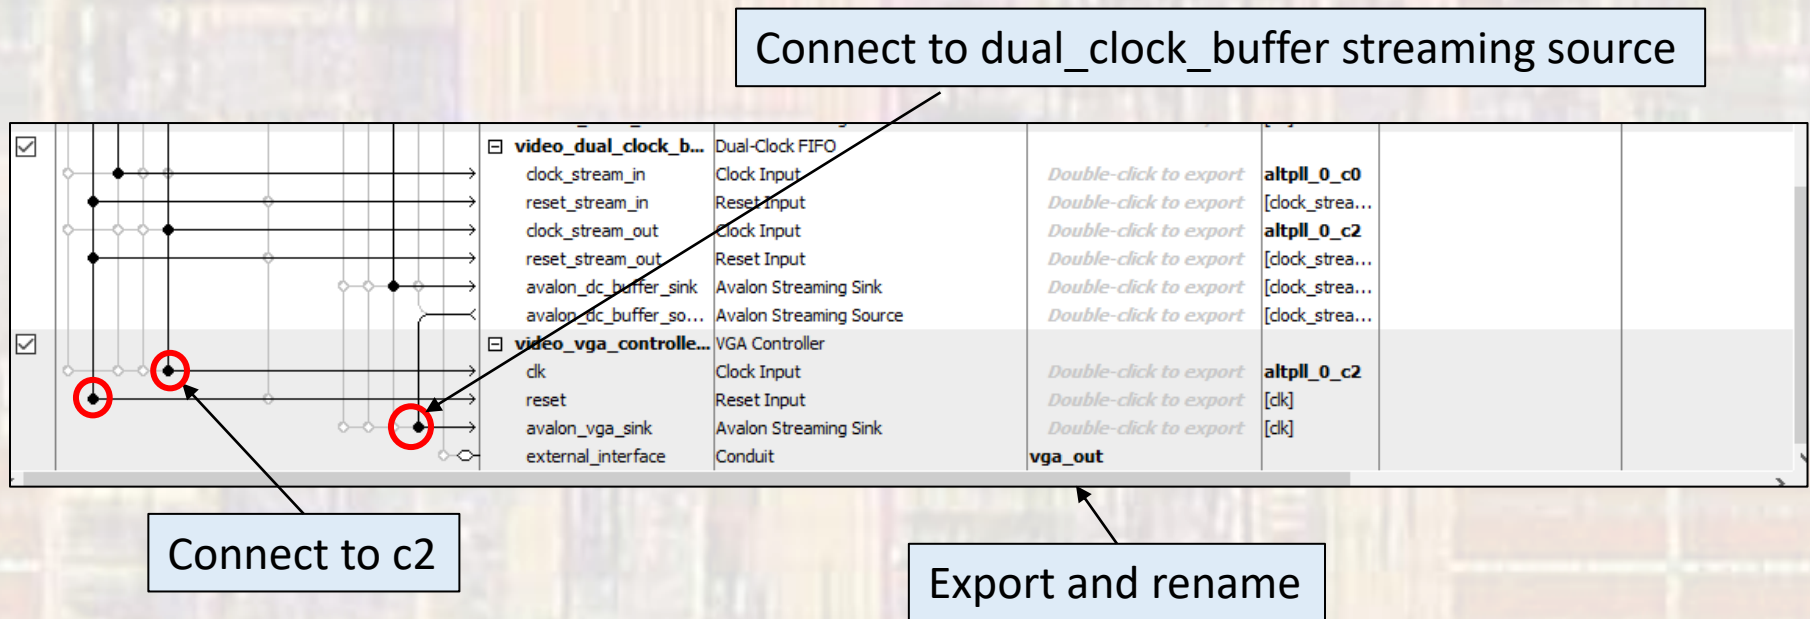 Connect to dual_clock_buffer streaming source
video_dual_clock_b... Dual-Clock FIFO
clock_stream_in Clock Input Double-click to export altpll_0_c0
reset_stream_in Reset Input Double-click to export [clock_strea...
clock_stream_out Clock Input Double-click to export altpll_0_c2
reset_stream_out Reset Input Double-click to export [clock_strea...
avalon_dc_buffer_sink Avalon Streaming Sink Double-click to export [clock_strea...
avalon_dc_buffer_so... Avalon Streaming Source Double-click to export [clock_strea...
video_vga_controlle... VGA Controller
clk Clock Input Double-click to export altpll_0_c2
reset Reset Input Double-click to export [clk]
avalon_vga_sink Avalon Streaming Sink Double-click to export [clk]
external_interface Conduit vga_out
Connect to c2
Export and rename